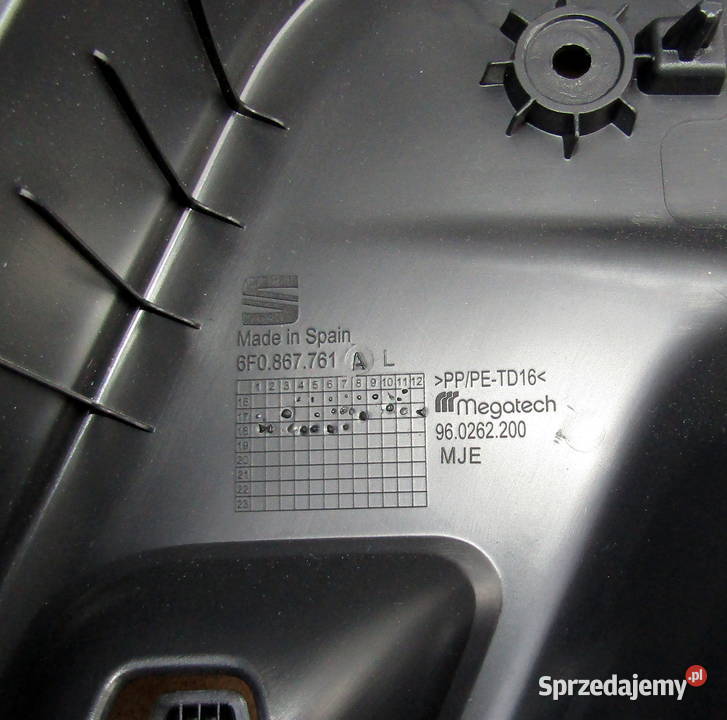 Made in Spain
6F0.867.761 A L
1 2 3 4 5 6 7 8 9 10 11 12
16
17
18
19
20
21
22
23
>PP/PE-TD16<
Megatech
96.0262.200
MJE
Sprzedajemy.pl